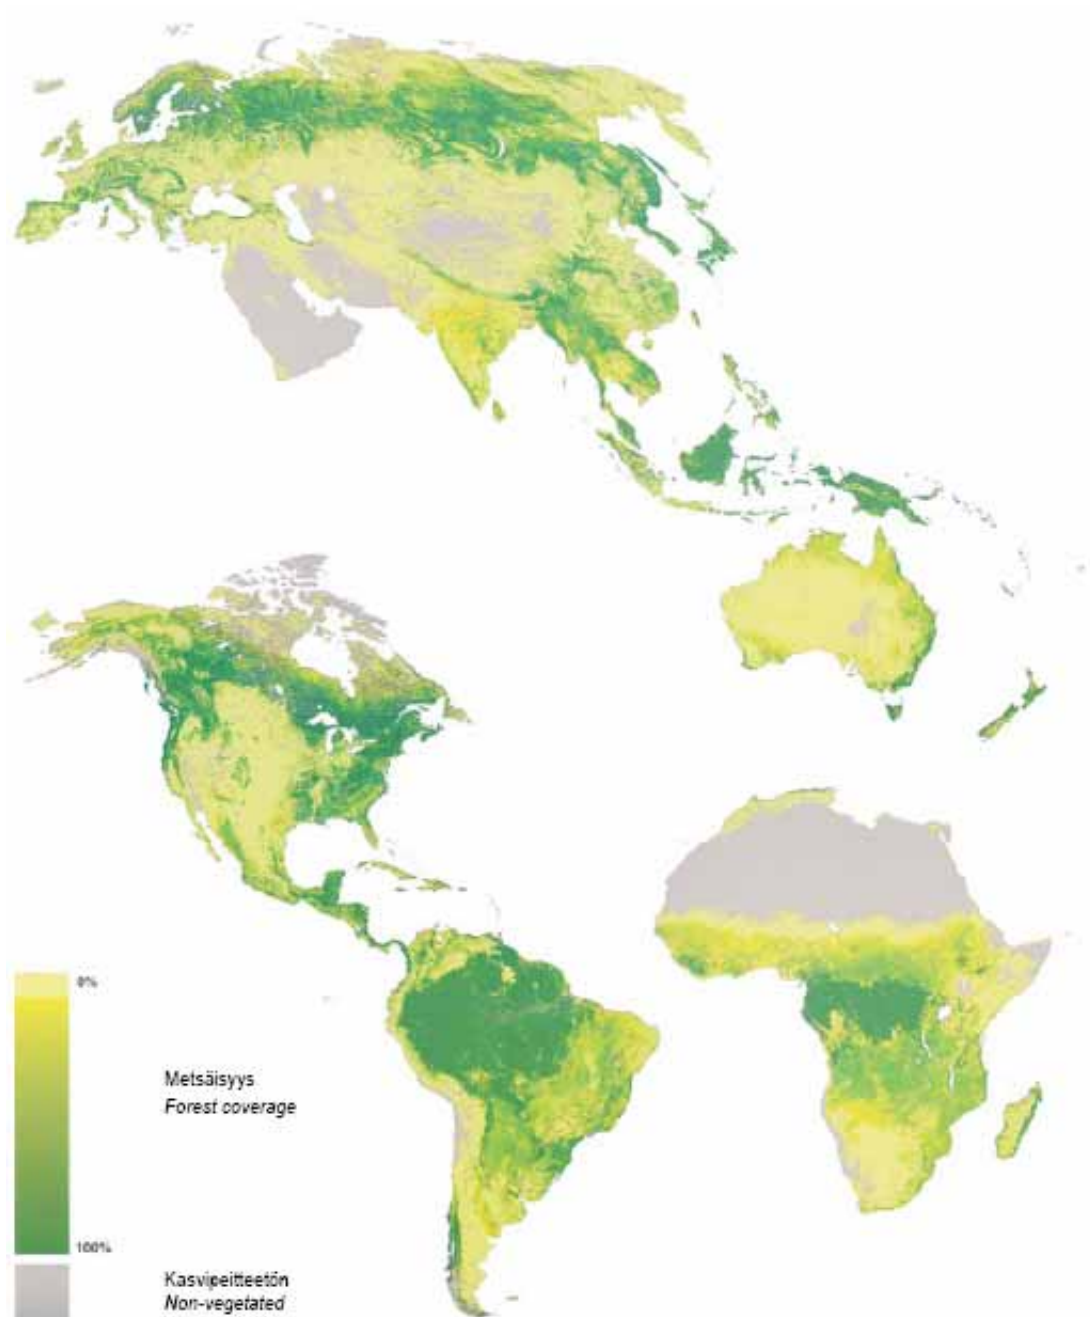 0%
Metsäisyys
Forest coverage
100%
Kasvipeitteetön
Non-vegetated